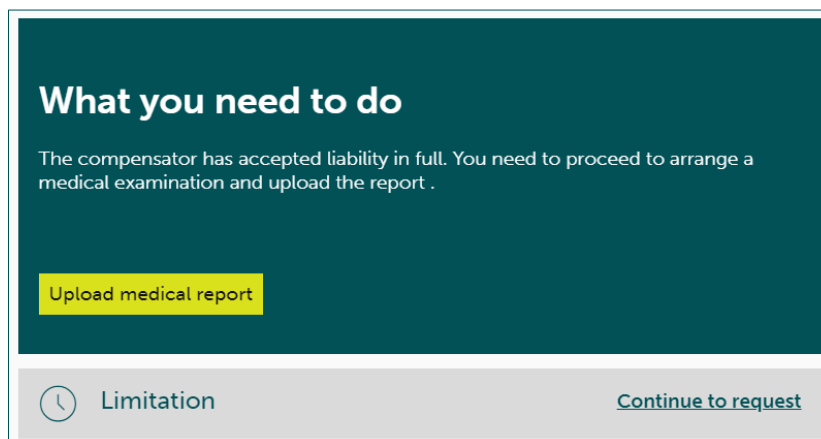 What you need to do
The compensator has accepted liability in full. You need to proceed to arrange a
medical examination and upload the report .
Upload medical report
Limitation
Continue to request